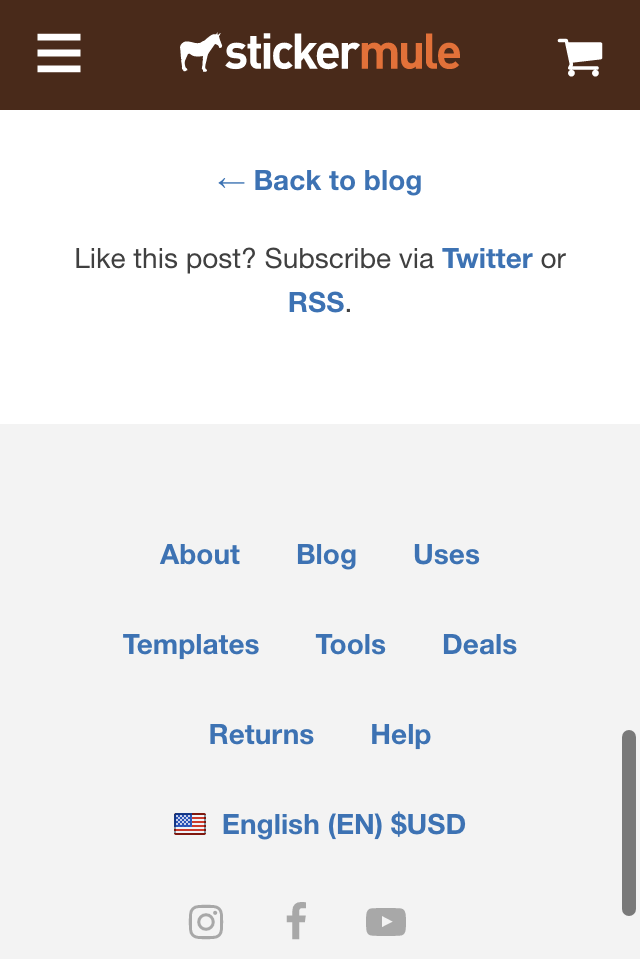 stickermule
← Back to blog
Like this post? Subscribe via Twitter or
RSS.
About Blog Uses
Templates Tools Deals
Returns Help
English (EN) $USD